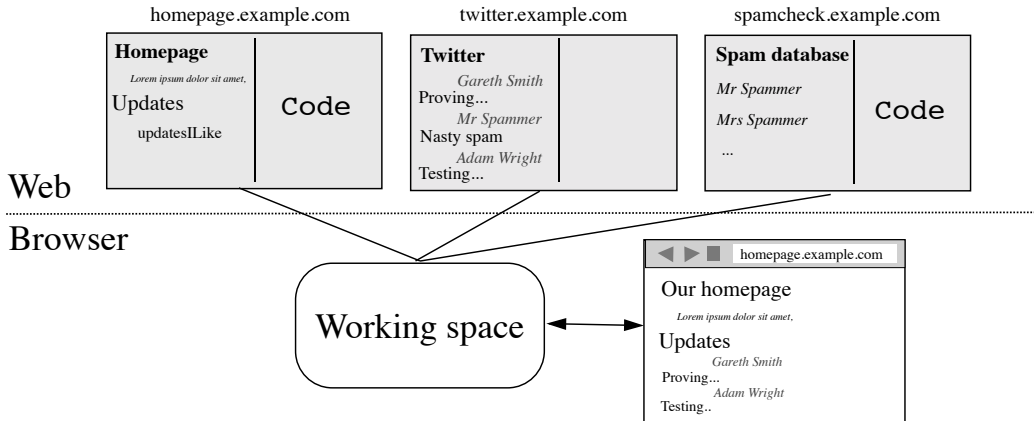 homepage.example.com
twitter.example.com
spamcheck.example.com
Homepage
Lorem ipsum dolor sit amet,
Updates
updatesILike
Code
Twitter
Gareth Smith
Proving...
Mr Spammer
Nasty spam
Adam Wright
Testing...
Spam database
Mr Spammer
Mrs Spammer
...
Code
Web
Browser
Working space
homepage.example.com
Our homepage
Lorem ipsum dolor sit amet,
Updates
Gareth Smith
Proving...
Adam Wright
Testing..